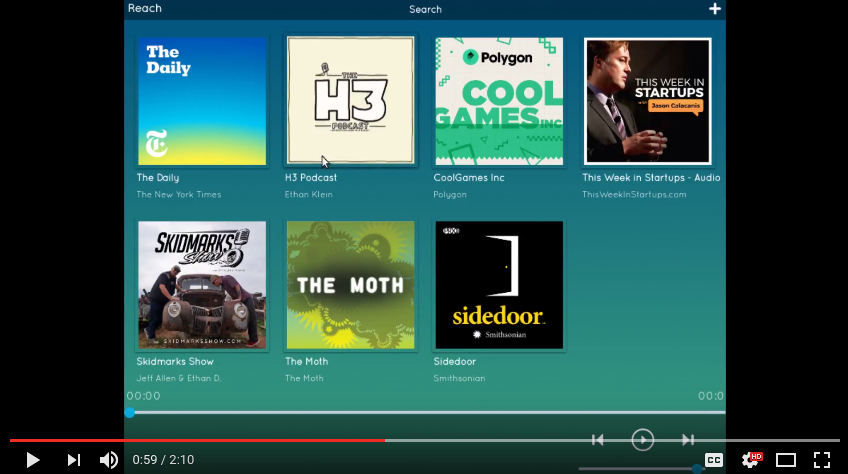 Reach
Search
The
Daily
THE
H3
PODCAST
Polygon
COOL
GAMES INC
THIS WEEK IN
STARTUPS
with Jason Calacanis
The Daily
H3 Podcast
CoolGames Inc
This Week in Startups - Audio
The New York Times
Ethan Klein
Polygon
ThisWeekInStartups.com
SKIDMARKS
Show
SKIDMARKSSHOW.COM
THE MOTH
PRX
sidedoor
Smithsonian
Skidmarks Show
The Moth
Sidedoor
Jeff Allen & Ethan D.
The Moth
Smithsonian
00:00
00:0
0:59 / 2:10
CC
HD